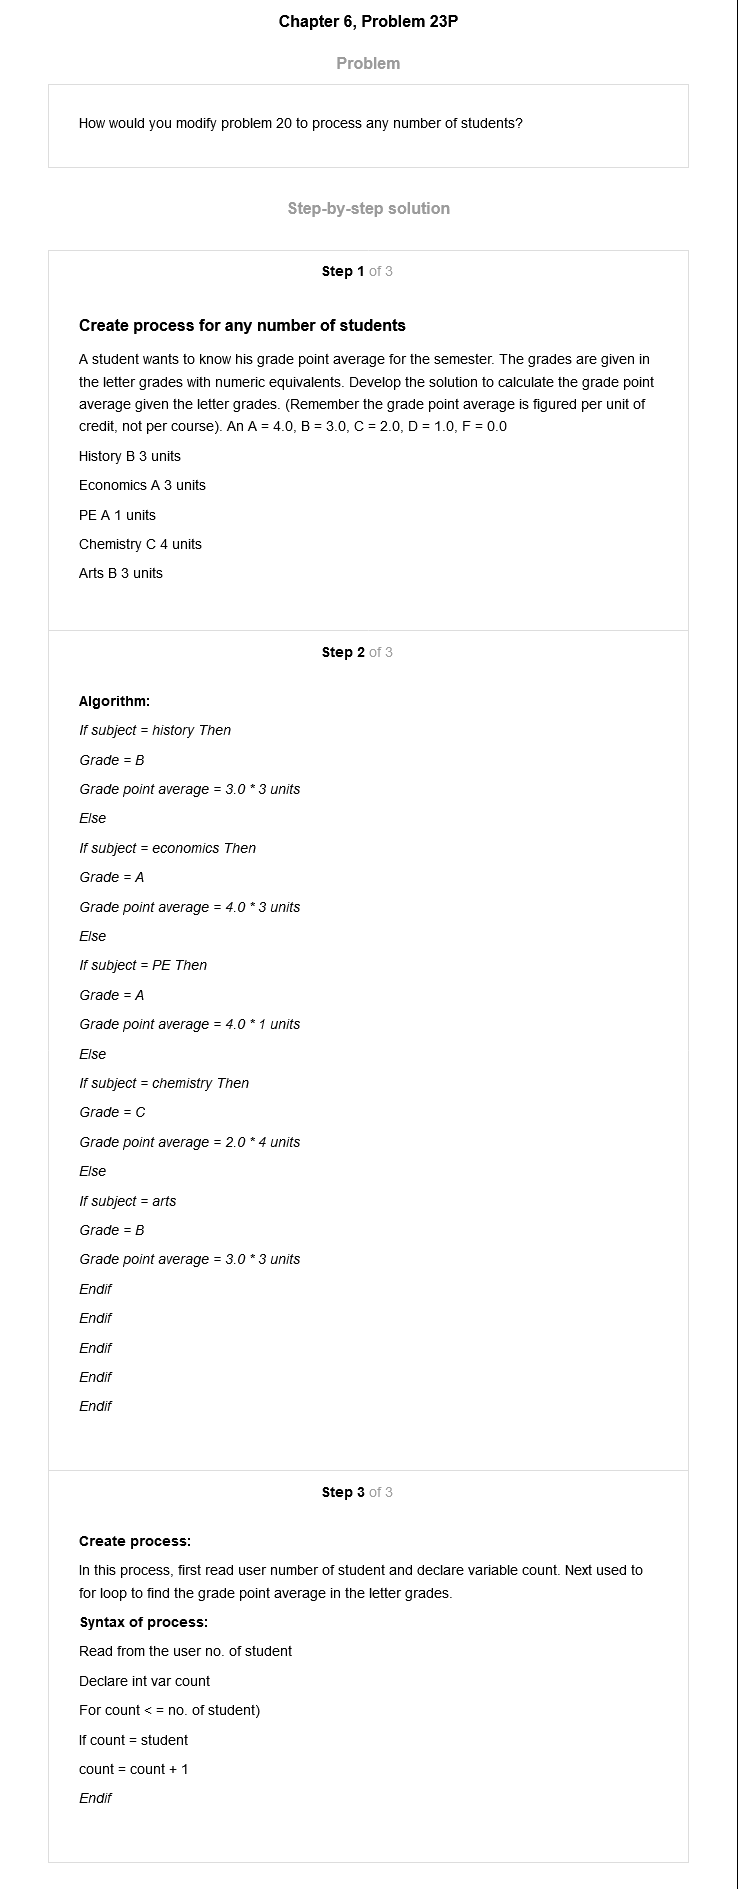 Chapter 6, Problem 23P
Problem
How would you modify problem 20 to process any number of students?
Step-by-step solution
Step 1 of 3
Create process for any number of students
A student wants to know his grade point average for the semester. The grades are given in
the letter grades with numeric equivalents. Develop the solution to calculate the grade point
average given the letter grades. (Remember the grade point average is figured per unit of
credit, not per course). An A = 4.0, B = 3.0, C = 2.0, D = 1.0, F = 0.0
History B 3 units
Economics A 3 units
PE A 1 units
Chemistry C 4 units
Arts B 3 units
Step 2 of 3
Algorithm:
If subject = history Then
Grade = B
Grade point average = 3.0 * 3 units
Else
If subject = economics Then
Grade = A
Grade point average = 4.0 * 3 units
Else
If subject = PE Then
Grade = A
Grade point average = 4.0 * 1 units
Else
If subject = chemistry Then
Grade = C
Grade point average = 2.0 * 4 units
Else
If subject = arts
Grade = B
Grade point average = 3.0 * 3 units
Endif
Endif
Endif
Endif
Endif
Step 3 of 3
Create process:
In this process, first read user number of student and declare variable count. Next used to
for loop to find the grade point average in the letter grades.
Syntax of process:
Read from the user no. of student
Declare int var count
For count < = no. of student)
If count = student
count = count + 1
Endif